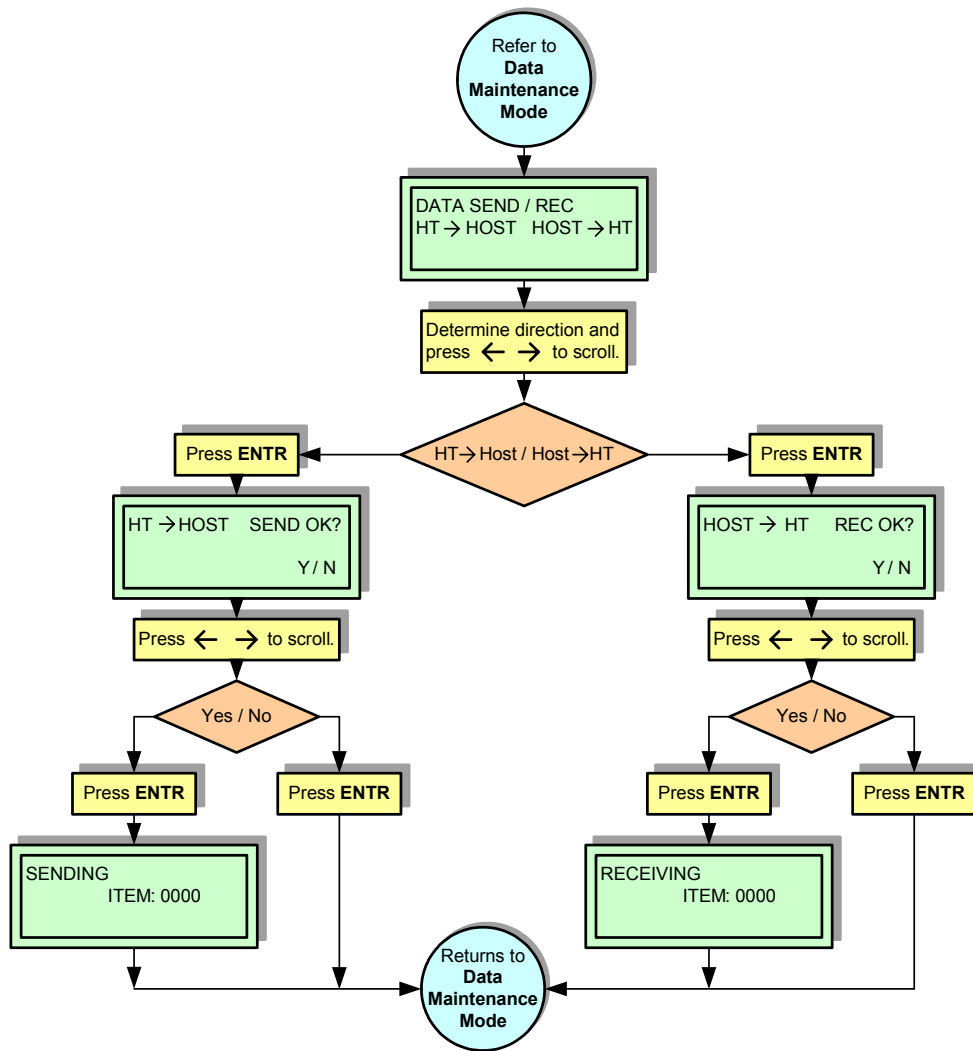 Refer to
Data
Maintenance
Mode
DATA SEND / REC
HT → HOST HOST → HT
Determine direction and
press ← → to scroll.
HT → Host / Host → HT
Press ENTR
Press ENTR
HT → HOST SEND OK?
Y / N
HOST → HT REC OK?
Y / N
Press ← → to scroll.
Press ← → to scroll.
Yes / No
Yes / No
Press ENTR
Press ENTR
Press ENTR
Press ENTR
SENDING
ITEM: 0000
RECEIVING
ITEM: 0000
Returns to
Data
Maintenance
Mode